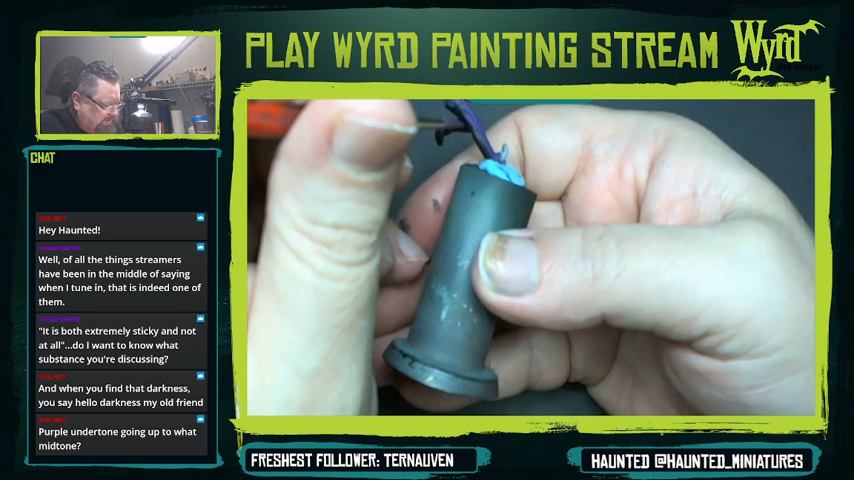 PLAY WYRD PAINTING STREAM
Wyrd
CHAT
Hey Haunted!
Well, of all the things streamers
have been in the middle of saying
when I tune in, that is indeed one of
them.
"It is both extremely sticky and not
at all"...do I want to know what
substance you're discussing?
And when you find that darkness,
you say hello darkness my old friend
Purple undertone going up to what
midtone?
FRESHEST FOLLOWER: TERNAUVEN
HAUNTED @HAUNTED_MINIATURES